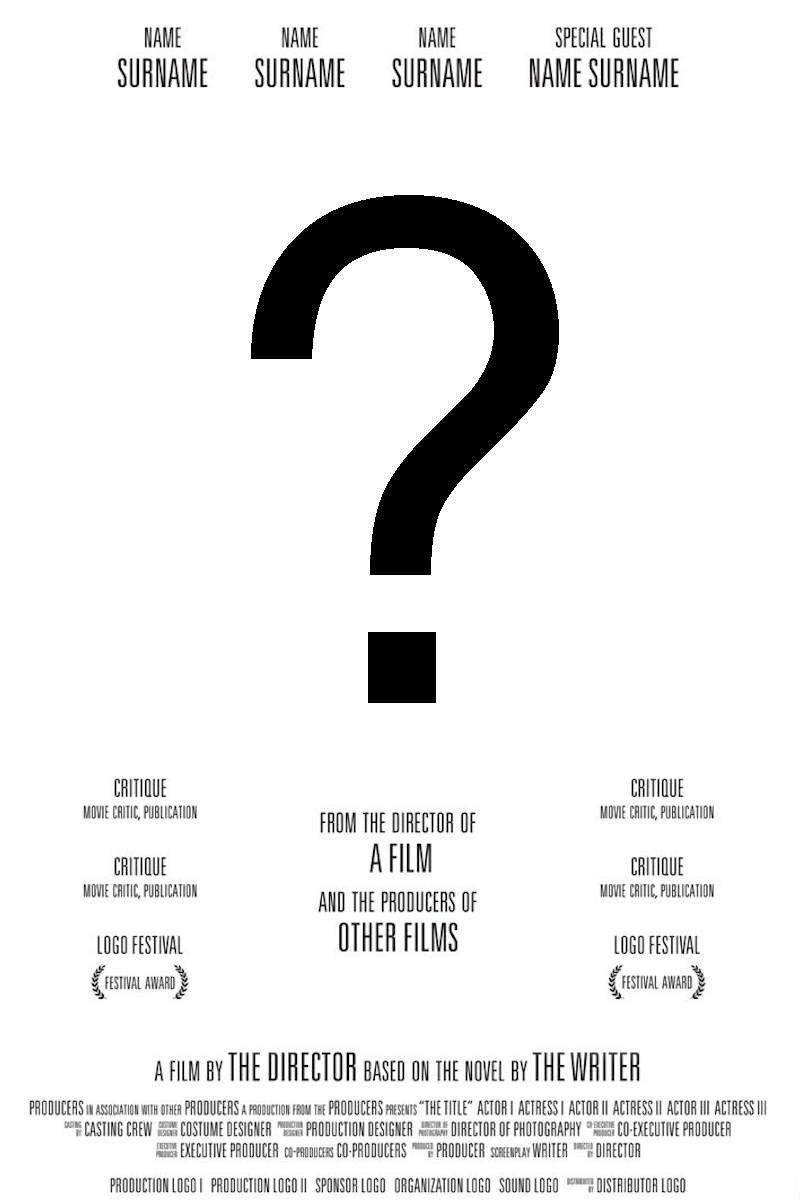 NAME NAME NAME SPECIAL GUEST
SURNAME SURNAME SURNAME NAME SURNAME
?
CRITIQUE
MOVIE CRITIC, PUBLICATION
CRITIQUE
MOVIE CRITIC, PUBLICATION
LOGO FESTIVAL
FESTIVAL AWARD
FROM THE DIRECTOR OF
A FILM
AND THE PRODUCERS OF
OTHER FILMS
CRITIQUE
MOVIE CRITIC, PUBLICATION
CRITIQUE
MOVIE CRITIC, PUBLICATION
LOGO FESTIVAL
FESTIVAL AWARD
A FILM BY THE DIRECTOR BASED ON THE NOVEL BY THE WRITER
PRODUCERS IN ASSOCIATION WITH OTHER PRODUCERS A PRODUCTION FROM THE PRODUCERS PRESENTS “THE TITLE” ACTOR I ACTRESS I ACTOR II ACTRESS II ACTOR III ACTRESS III
CASTING BY CASTING CREW COSTUME DESIGNER COSTUME DESIGNER PRODUCTION DESIGNER PRODUCTION DESIGNER DIRECTOR OF PHOTOGRAPHY DIRECTOR OF PHOTOGRAPHY CO-EXECUTIVE PRODUCER CO-EXECUTIVE PRODUCER
EXECUTIVE PRODUCER EXECUTIVE PRODUCER CO-PRODUCERS CO-PRODUCERS PRODUCED BY PRODUCER SCREENPLAY WRITER DIRECTED BY DIRECTOR
PRODUCTION LOGO I PRODUCTION LOGO II SPONSOR LOGO ORGANIZATION LOGO SOUND LOGO DISTRIBUTED BY DISTRIBUTOR LOGO